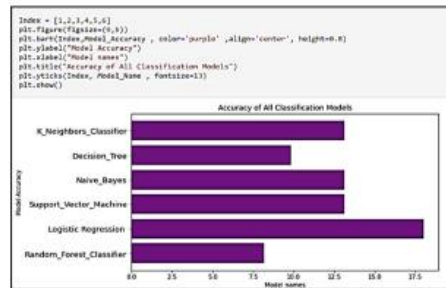 Index = [1,2,3,4,5,6]
plt.figure(figsize=(9,5))
plt.barh(Index,Model_Accuracy , color='purple' ,align='center', height=0.8)
plt.ylabel("Model Accuracy")
plt.xlabel("Model names")
plt.title("Accuracy of All Classification Models")
plt.yticks(Index, Model_Name , fontsize=13)
plt.show()
Accuracy of All Classification Models
K_Neighbors_Classifier
Decision_Tree
Naive_Bayes
Support_Vector_Machine
Logistic Regression
Random_Forest_Classifier
Model Accuracy
0.0 2.5 5.0 7.5 10.0 12.5 15.0 17.5
Model names